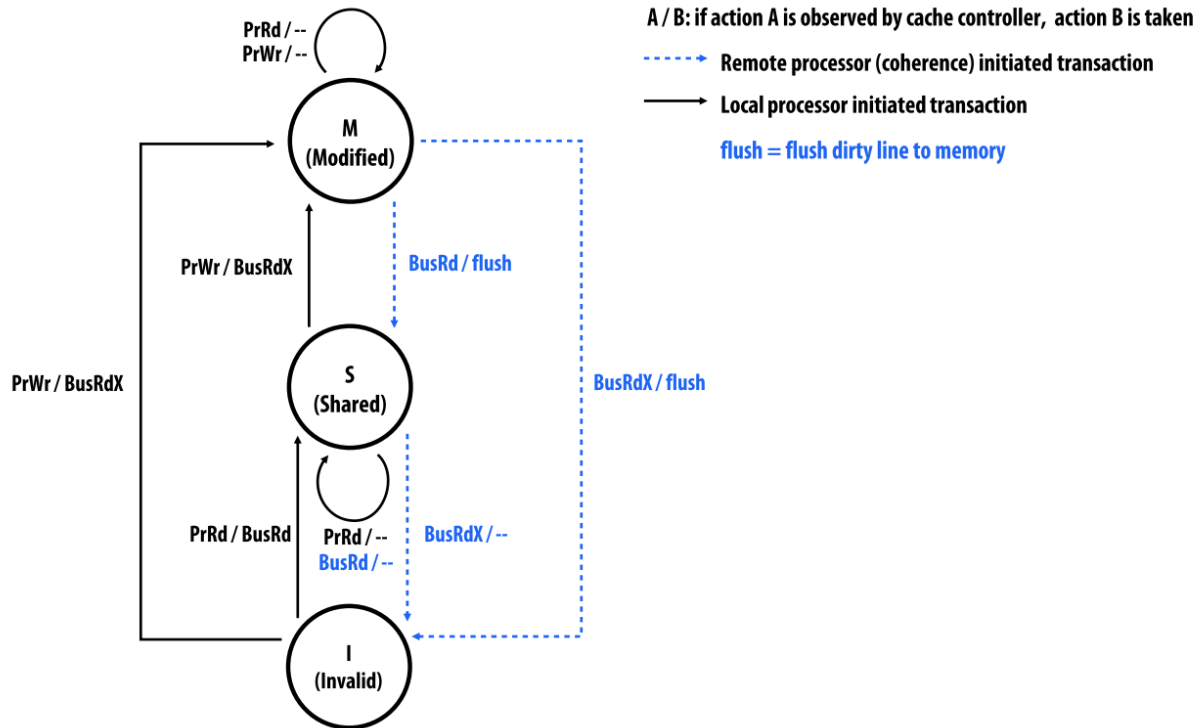 A / B: if action A is observed by cache controller, action B is taken
Remote processor (coherence) initiated transaction
Local processor initiated transaction
flush = flush dirty line to memory
PrRd / --
PrWr / --
M
(Modified)
PrWr / BusRdX
BusRd / flush
PrWr / BusRdX
S
(Shared)
BusRdX / flush
PrRd / BusRd
PrRd / --
BusRd / --
BusRdX / --
I
(Invalid)